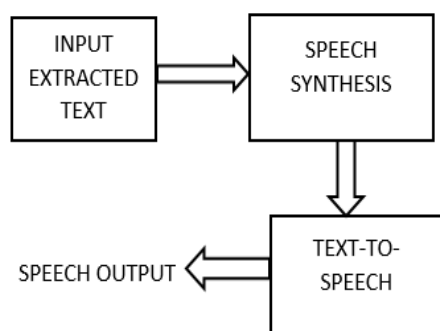 INPUT
EXTRACTED
TEXT
SPEECH
SYNTHESIS
TEXT-TO-
SPEECH
SPEECH OUTPUT